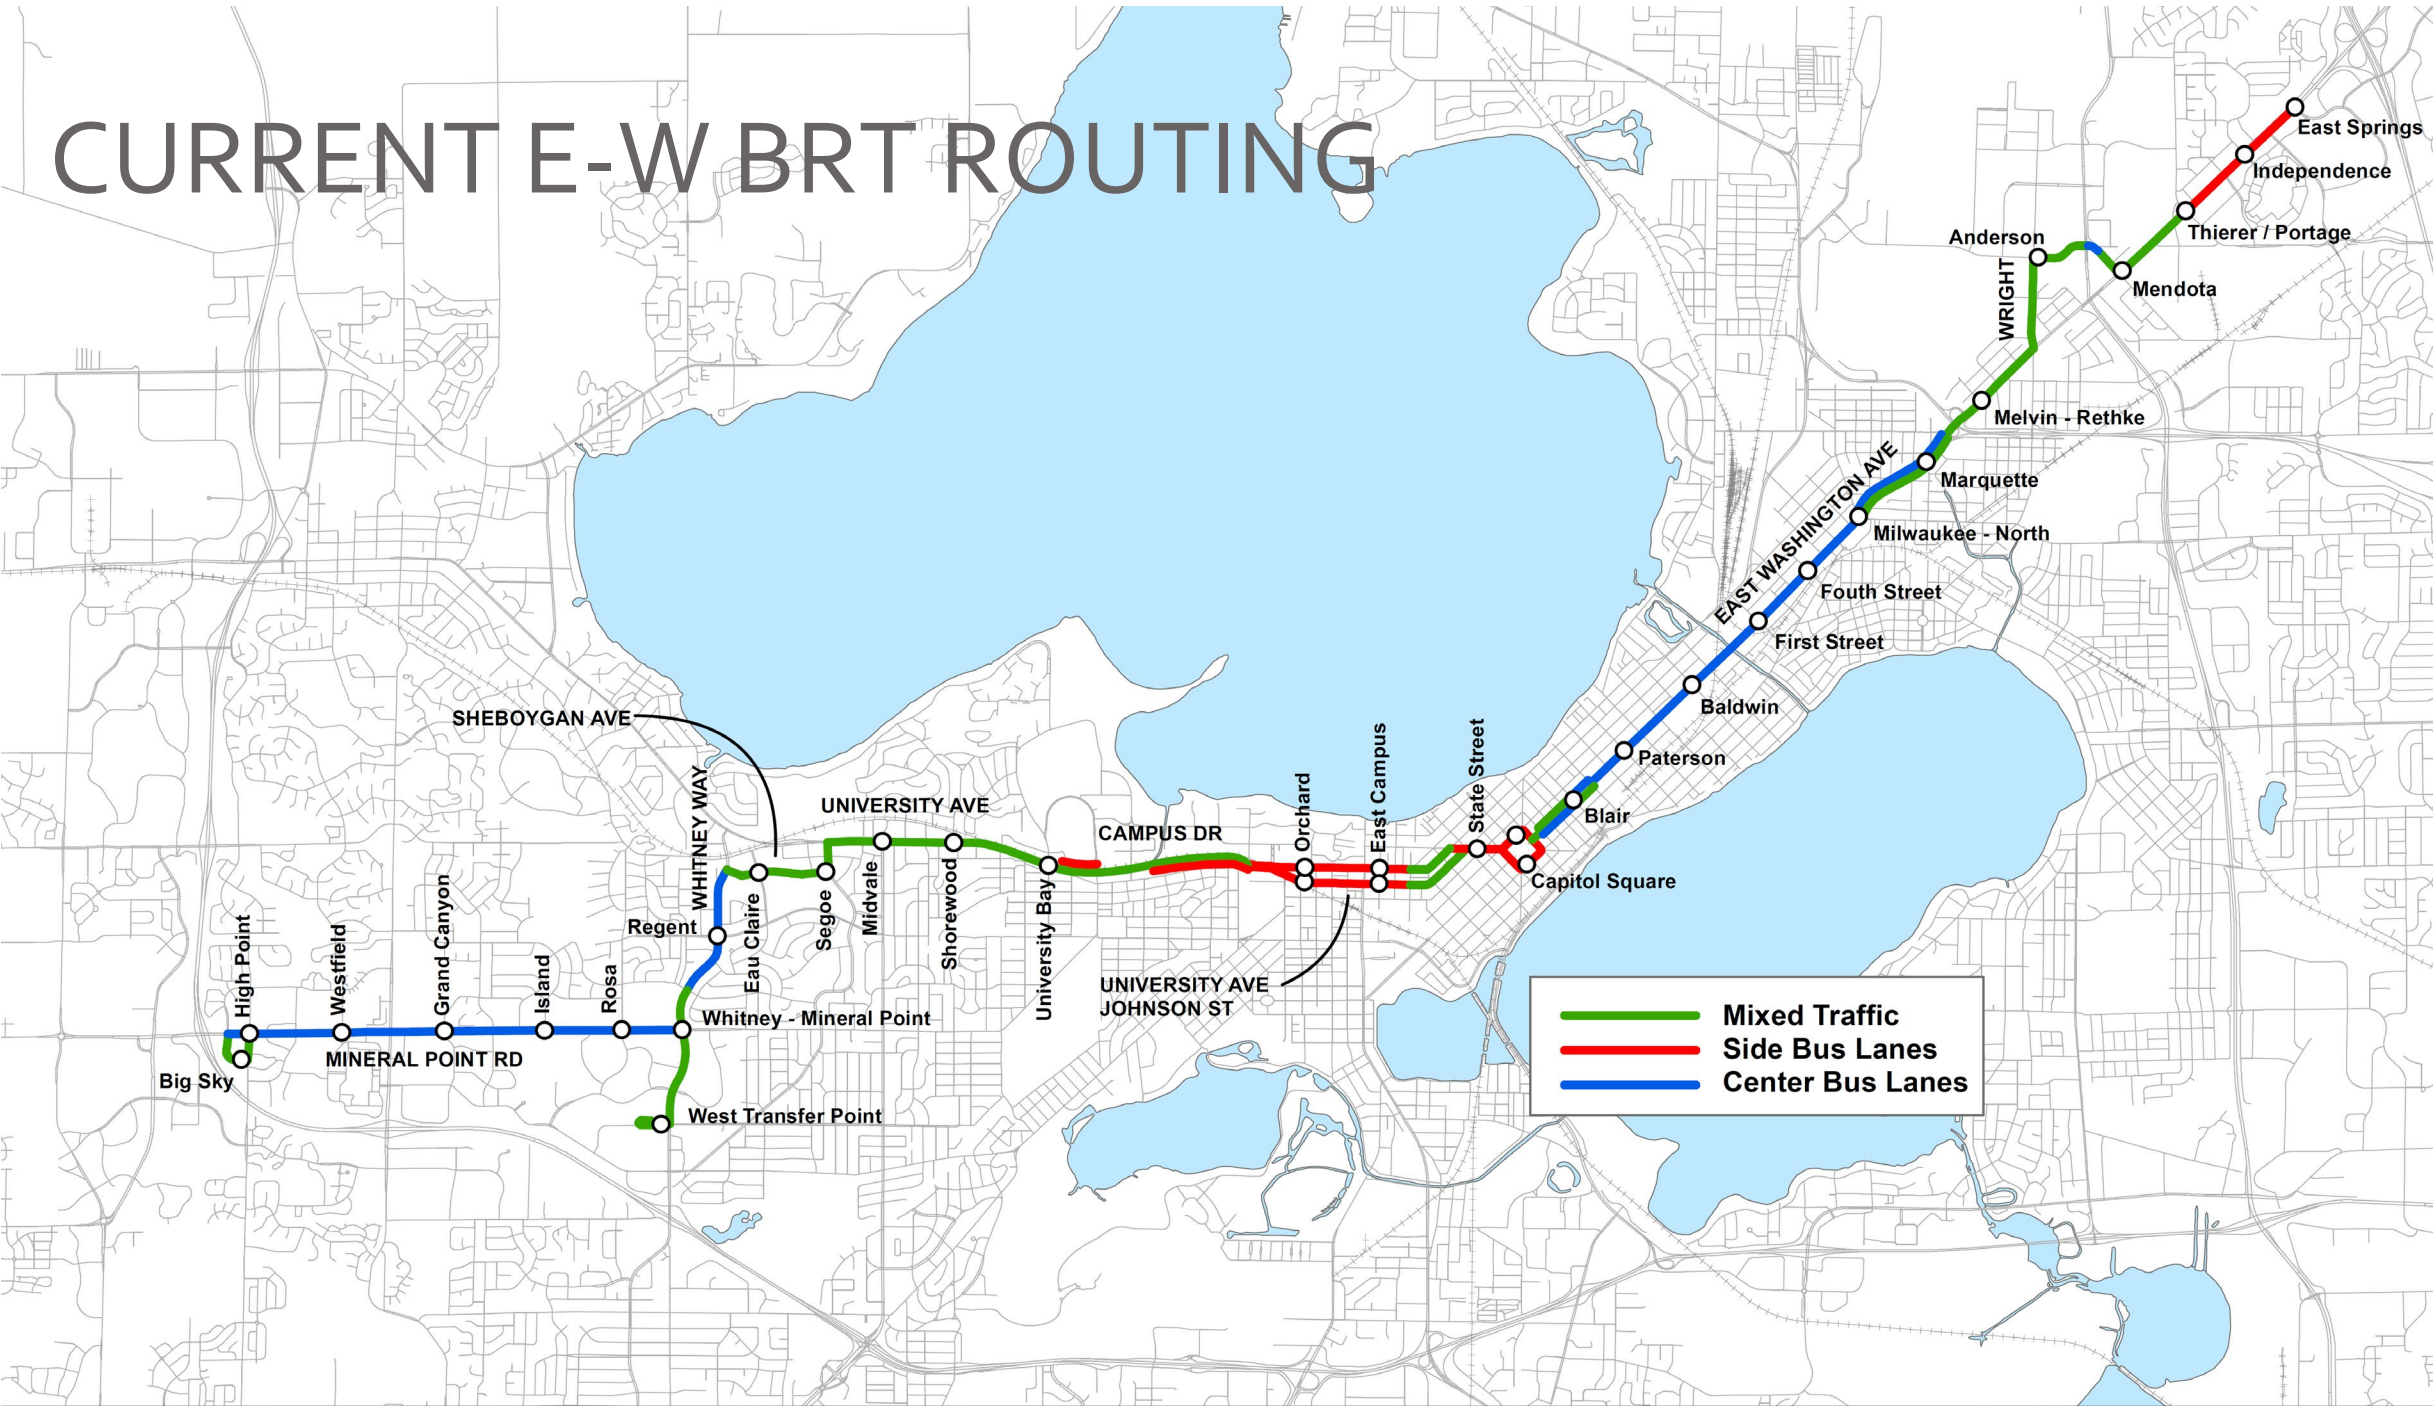 CURRENT E-W BRT ROUTING
East Springs
Independence
Thierer / Portage
Anderson
Mendota
WRIGHT
Melvin - Rethke
EAST WASHINGTON AVE
Marquette
Milwaukee - North
Fouth Street
First Street
Baldwin
Paterson
Blair
State Street
Capitol Square
East Campus
Orchard
CAMPUS DR
UNIVERSITY AVE
JOHNSON ST
SHEBOYGAN AVE
UNIVERSITY AVE
WHITNEY WAY
University Bay
Shorewood
Midvale
Segoe
Eau Claire
Regent
Whitney - Mineral Point
West Transfer Point
Rosa
Island
Grand Canyon
Westfield
High Point
MINERAL POINT RD
Big Sky
Mixed Traffic
Side Bus Lanes
Center Bus Lanes